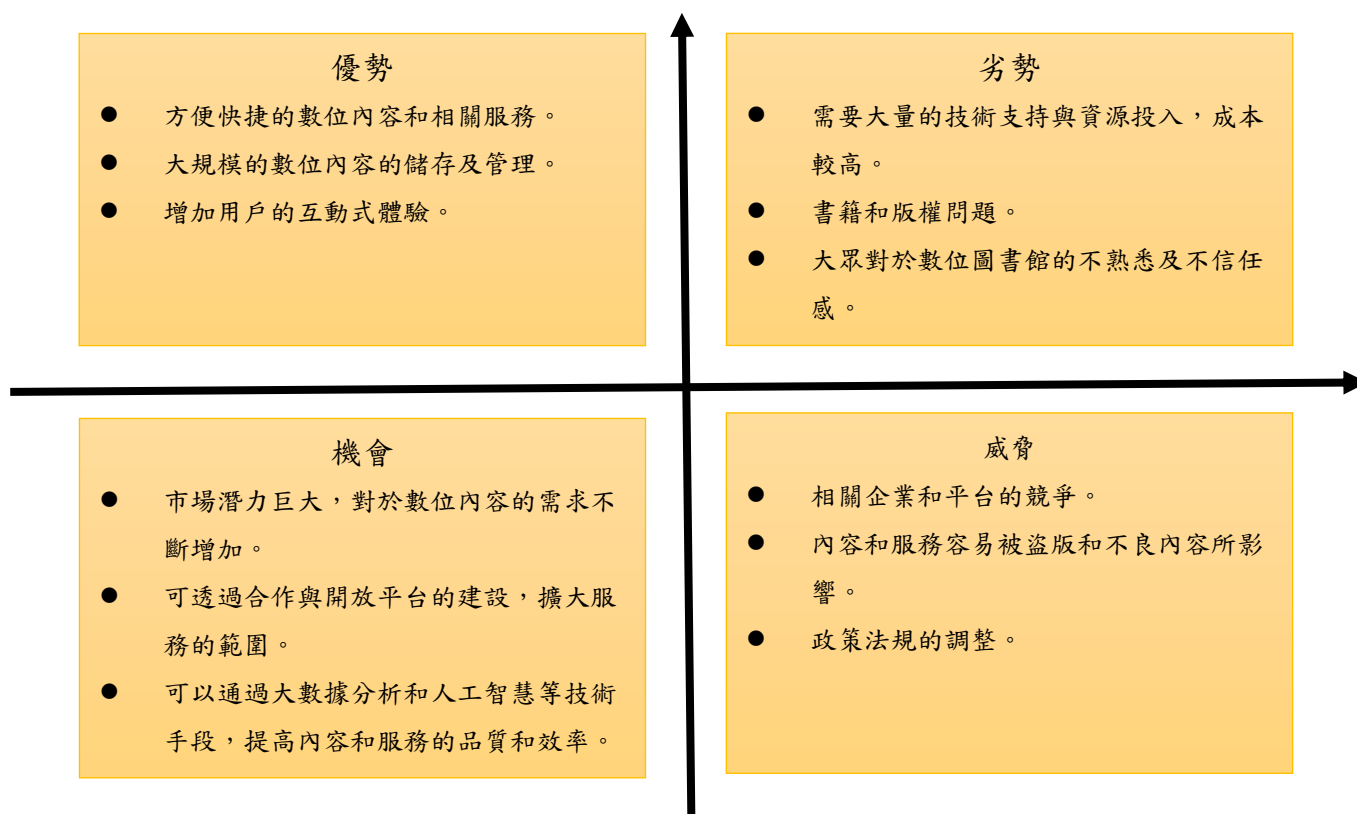 優勢
● 方便快捷的數位內容和相關服務。
● 大規模的數位內容的儲存及管理。
● 增加用戶的互動式體驗。
劣勢
● 需要大量的技術支持與資源投入，成本
較高。
● 書籍和版權問題。
● 大眾對於數位圖書館的不熟悉及不信任
感。
機會
● 市場潛力巨大，對於數位內容的需求不
斷增加。
● 可透過合作與開放平台的建設，擴大服
務的範圍。
● 可以通過大數據分析和人工智慧等技術
手段，提高內容和服務的品質和效率。
威脅
● 相關企業和平台的競爭。
● 內容和服務容易被盜版和不良內容所影
響。
● 政策法規的調整。